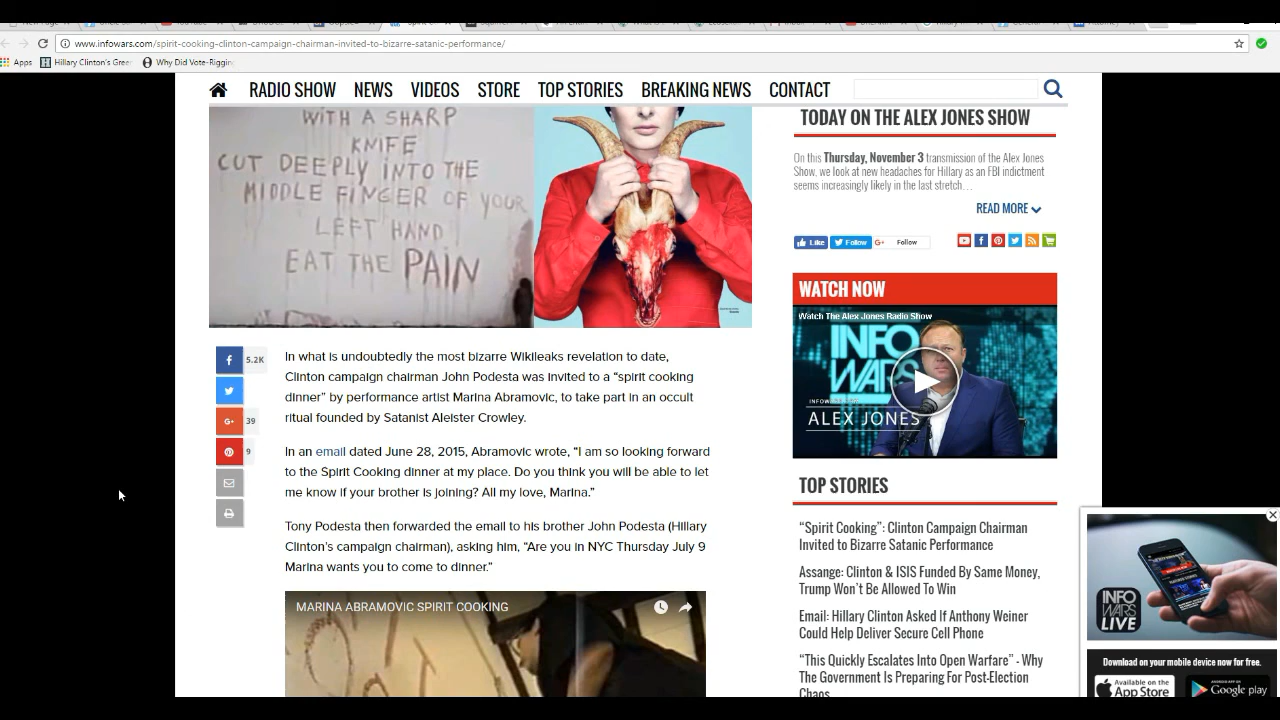 www.infowars.com/spirit-cooking-clinton-campaign-chairman-invited-to-bizarre-satanic-performance/
Apps Hillary Clinton's Gree Why Did Vote-Riggin
RADIO SHOW NEWS VIDEOS STORE TOP STORIES BREAKING NEWS CONTACT
WITH A SHARP
KNIFE
CUT DEEPLY INTO THE
MIDDLE FINGER OF YOUR
LEFT HAND
EAT THE PAIN
5.2K
39
9
In what is undoubtedly the most bizarre Wikileaks revelation to date,
Clinton campaign chairman John Podesta was invited to a “spirit cooking
dinner” by performance artist Marina Abramovic, to take part in an occult
ritual founded by Satanist Aleister Crowley.
In an email dated June 28, 2015, Abramovic wrote, “I am so looking forward
to the Spirit Cooking dinner at my place. Do you think you will be able to let
me know if your brother is joining? All my love, Marina.”
Tony Podesta then forwarded the email to his brother John Podesta (Hillary
Clinton’s campaign chairman), asking him, “Are you in NYC Thursday July 9
Marina wants you to come to dinner.”
MARINA ABRAMOVIC SPIRIT COOKING
TODAY ON THE ALEX JONES SHOW
On this Thursday, November 3 transmission of the Alex Jones
Show, we look at new headaches for Hillary as an FBI indictment
seems increasingly likely in the last stretch…
READ MORE
Like Follow G+ Follow
WATCH NOW
Watch The Alex Jones Radio Show
INFO
WARS
ALEX JONES
TOP STORIES
“Spirit Cooking”: Clinton Campaign Chairman
Invited to Bizarre Satanic Performance
Assange: Clinton & ISIS Funded By Same Money,
Trump Won’t Be Allowed To Win
Email: Hillary Clinton Asked If Anthony Weiner
Could Help Deliver Secure Cell Phone
“This Quickly Escalates Into Open Warfare” - Why
The Government Is Preparing For Post-Election
Chaos
INFO
WARS
LIVE
Download on your mobile device now for free.
Available on the
App Store
Google play